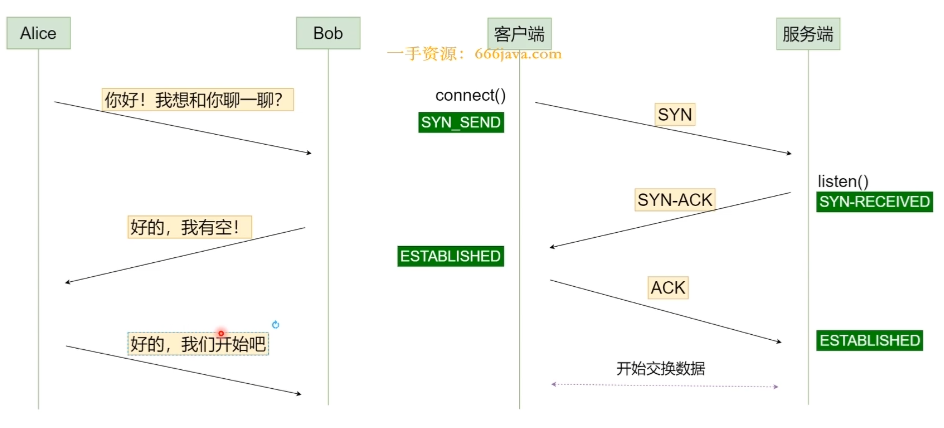 Alice
Bob
客户端
服务端
一手资源：666java.com
你好！我想和你聊一聊？
connect()
SYN_SEND
SYN
listen()
SYN-RECEIVED
SYN-ACK
好的，我有空！
ESTABLISHED
ACK
好的，我们开始吧
ESTABLISHED
开始交换数据